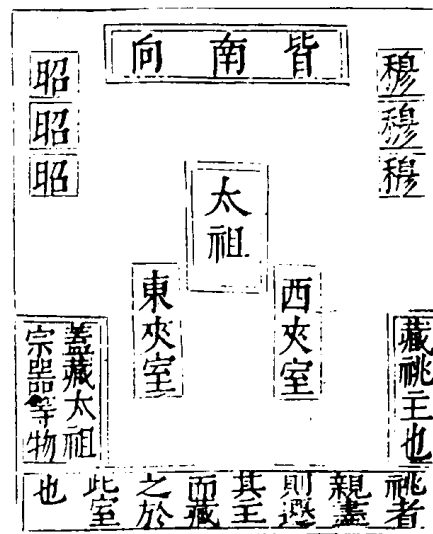 皆南向
穆
穆
穆
昭
昭
昭
太祖
西夾室
東夾室
藏祧主也
蓋藏太祖
宗器等物
祧者
親盡
則遷
其主
而藏
之於
此室
也